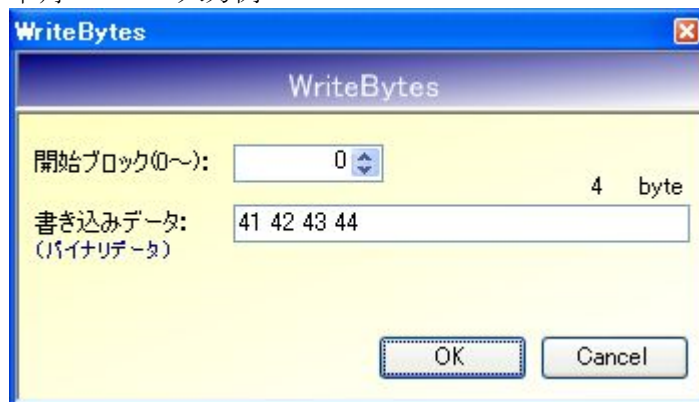 WriteBytes
WriteBytes
開始ブロック(0～): 0
4 byte
書き込みデータ: 41 42 43 44
(バイナリデータ)
OK Cancel